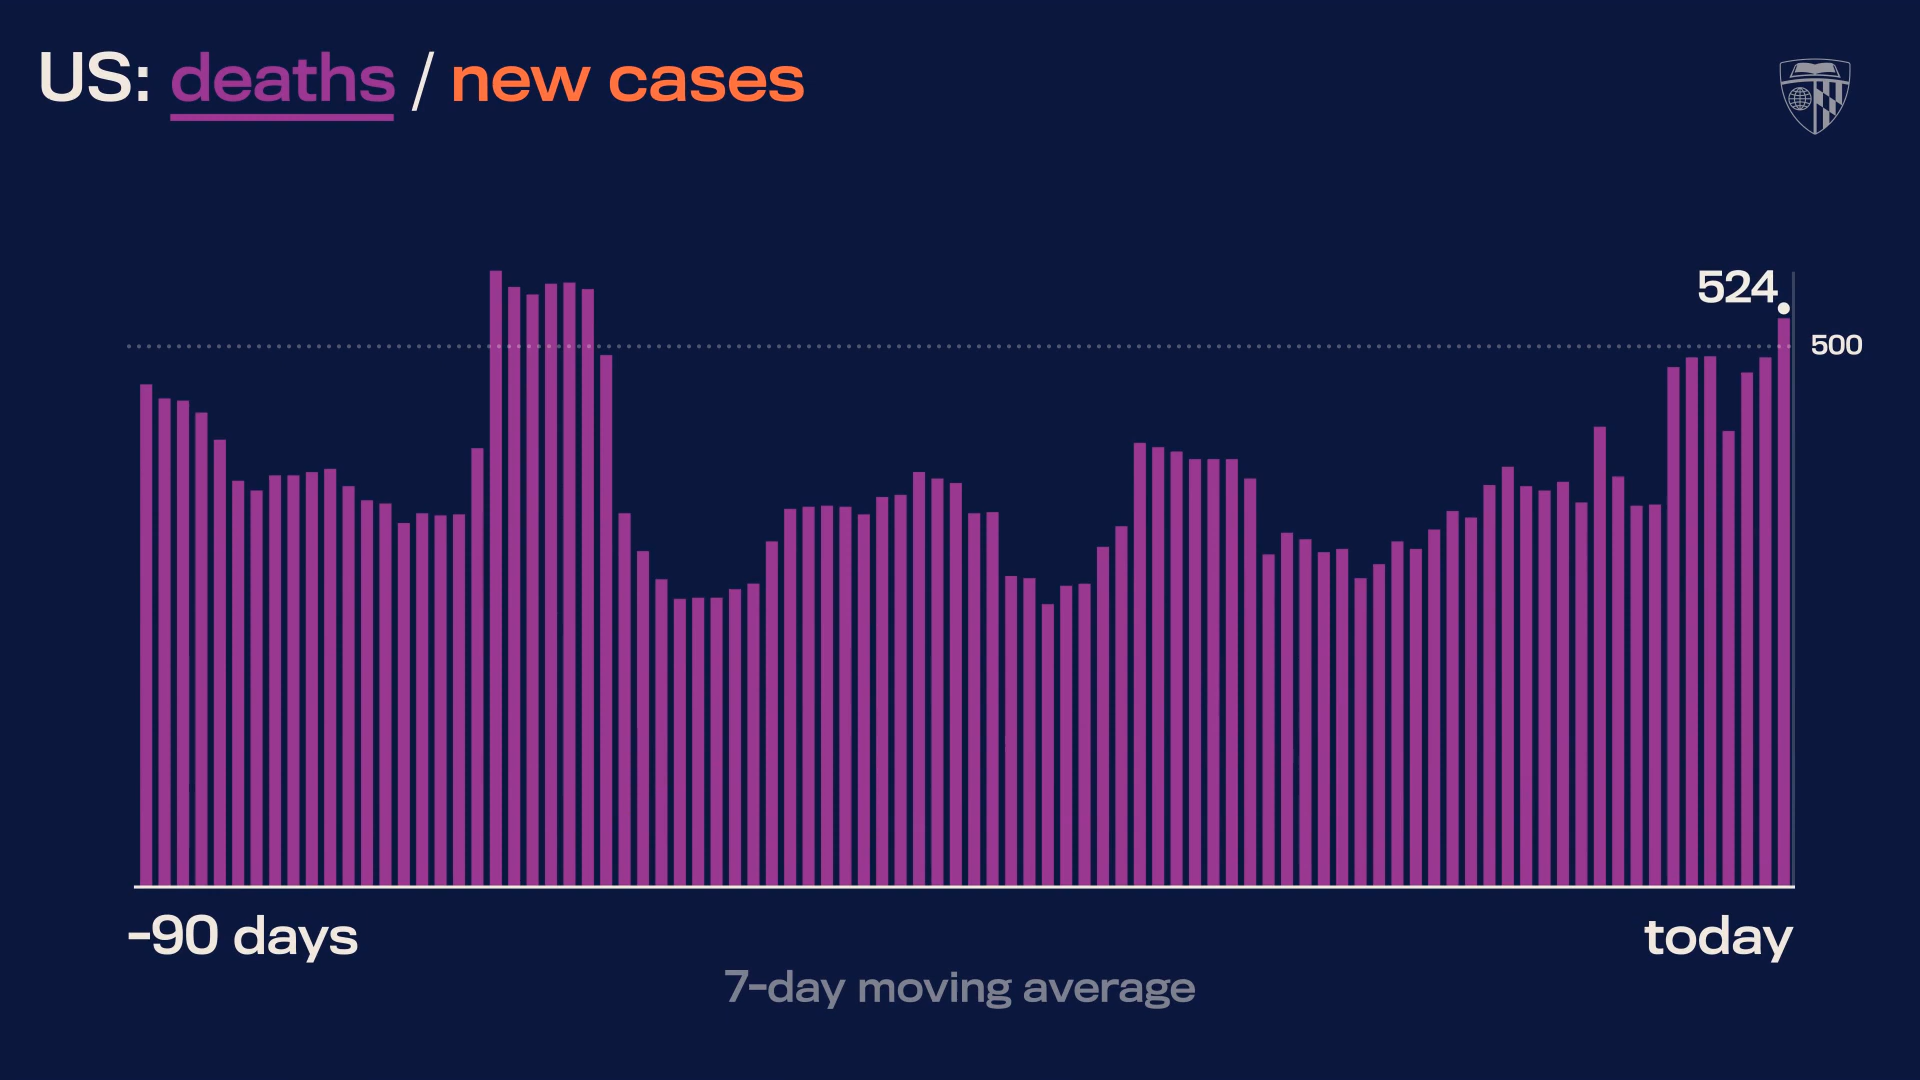 US: deaths / new cases
524
500
-90 days
today
7-day moving average